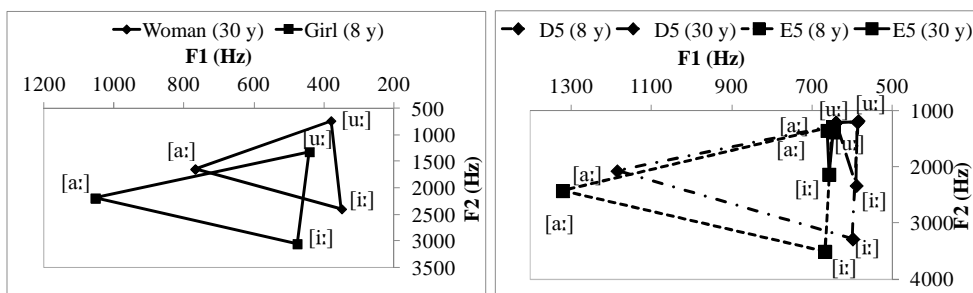 Woman (30 y) Girl (8 y)
F1 (Hz)
1200 1000 800 600 400 200
500
1000
1500
2000
2500
3000
3500
F2 (Hz)
[u:]
[u:]
[a:]
[a:]
[i:]
[i:]
D5 (8 y) D5 (30 y) E5 (8 y) E5 (30 y)
F1 (Hz)
1300 1100 900 700 500
1000
2000
3000
4000
F2 (Hz)
[u:] [u:]
[a:]
[a:] [u:]
[a:] [i:] [i:]
[a:]
[i:]
[i:]